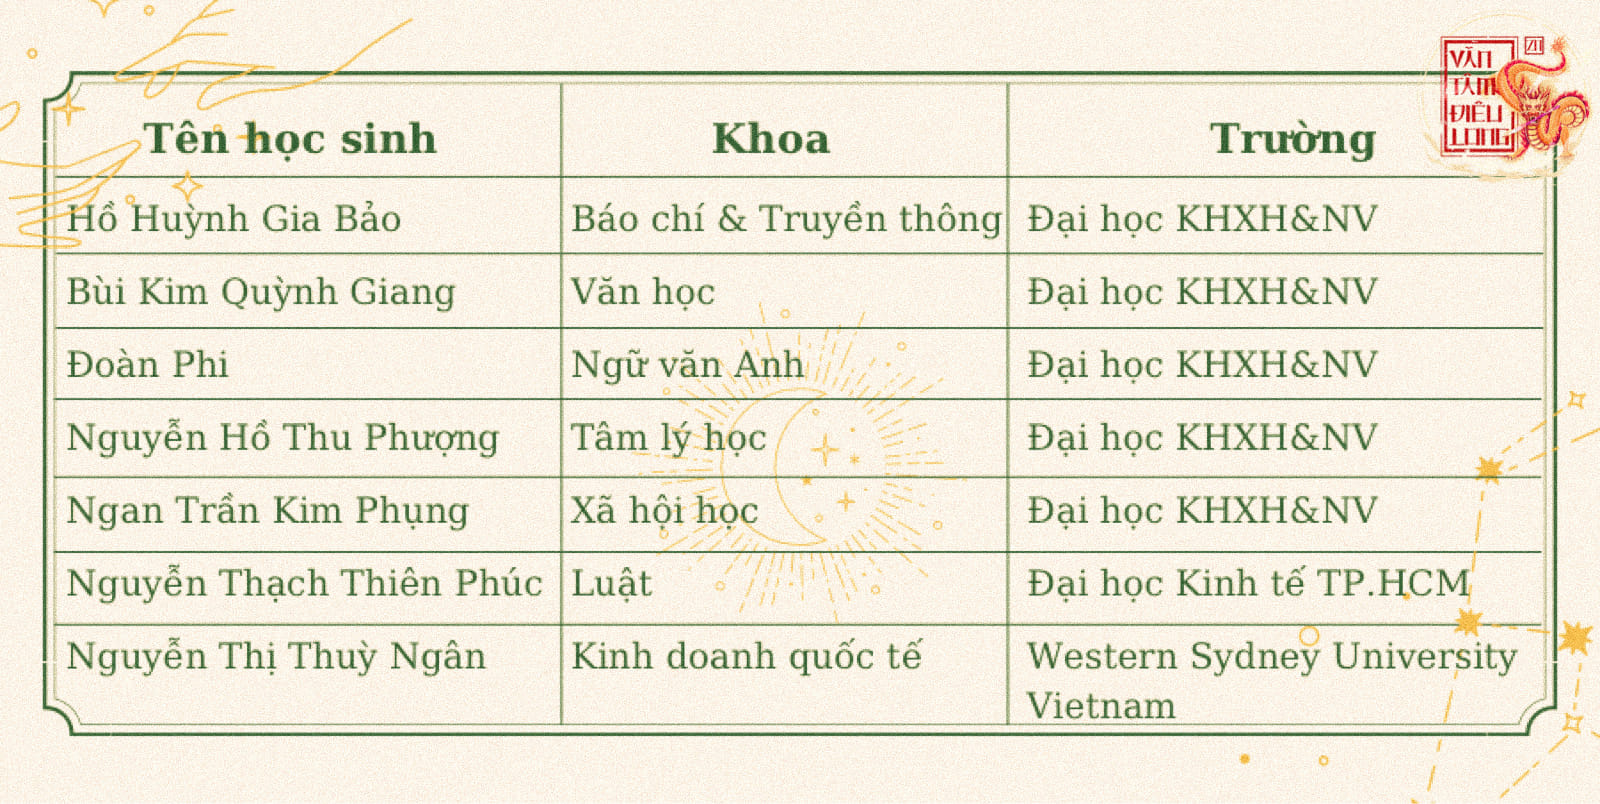 VĂN
TÂM
ĐIÊU
LONG
Tên học sinh Khoa Trường
Hồ Huỳnh Gia Bảo Báo chí & Truyền thông Đại học KHXH&NV
Bùi Kim Quỳnh Giang Văn học Đại học KHXH&NV
Đoàn Phi Ngữ văn Anh Đại học KHXH&NV
Nguyễn Hồ Thu Phượng Tâm lý học Đại học KHXH&NV
Ngan Trần Kim Phụng Xã hội học Đại học KHXH&NV
Nguyễn Thạch Thiên Phúc Luật Đại học Kinh tế TP.HCM
Nguyễn Thị Thuỳ Ngân Kinh doanh quốc tế Western Sydney University
Vietnam